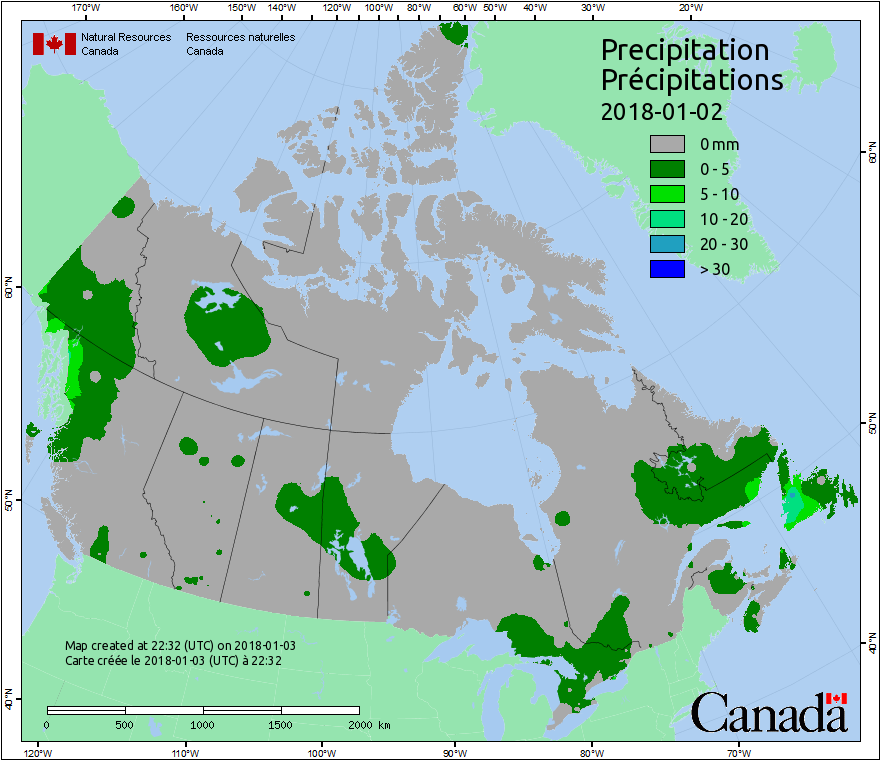 170°W 160°W 150°W 140°W 120°W 100°W 80°W 60°W 50°W 40°W 30°W 20°W
Natural Resources Ressources naturelles
Canada Canada
Precipitation
Précipitations
2018-01-02
0 mm
0 - 5
5 - 10
10 - 20
20 - 30
> 30
60°N
60°N
50°N
50°N
40°N
40°N
Map created at 22:32 (UTC) on 2018-01-03
Carte créée le 2018-01-03 (UTC) à 22:32
0 500 1000 1500 2000 km
Canada
120°W 110°W 100°W 90°W 80°W 70°W